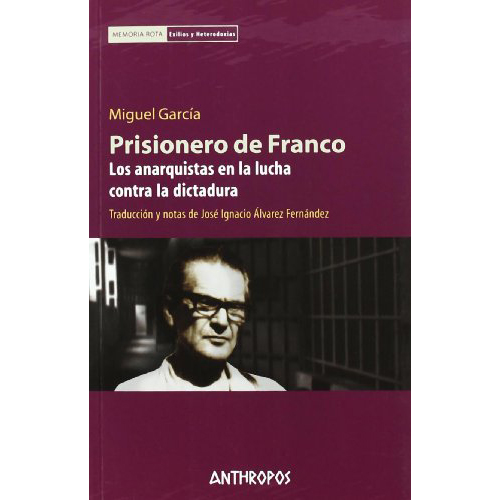 MEMORIA ROTA Exilios y Heterodoxias
Miguel García
Prisionero de Franco
Los anarquistas en la lucha
contra la dictadura
Traducción y notas de José Ignacio Álvarez Fernández
ANTHROPOS